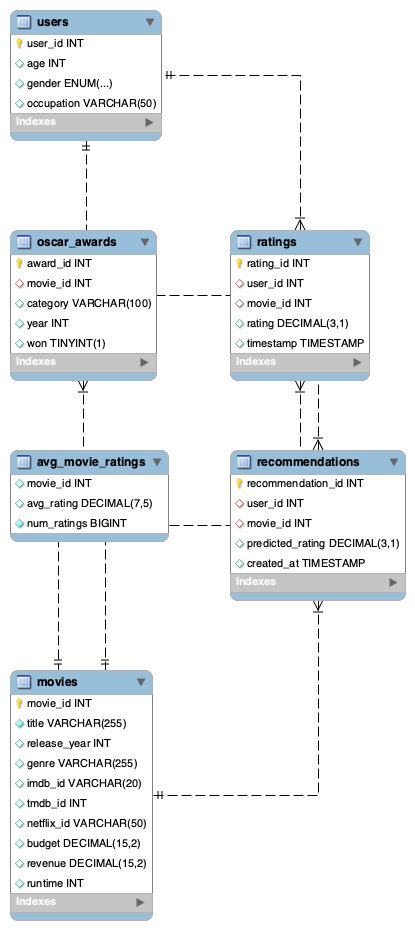 users
user_id INT
age INT
gender ENUM(...)
occupation VARCHAR(50)
Indexes
oscar_awards
award_id INT
movie_id INT
category VARCHAR(100)
year INT
won TINYINT(1)
Indexes
ratings
rating_id INT
user_id INT
movie_id INT
rating DECIMAL(3,1)
timestamp TIMESTAMP
Indexes
avg_movie_ratings
movie_id INT
avg_rating DECIMAL(7,5)
num_ratings BIGINT
recommendations
recommendation_id INT
user_id INT
movie_id INT
predicted_rating DECIMAL(3,1)
created_at TIMESTAMP
Indexes
movies
movie_id INT
title VARCHAR(255)
release_year INT
genre VARCHAR(255)
imdb_id VARCHAR(20)
tmdb_id INT
netflix_id VARCHAR(50)
budget DECIMAL(15,2)
revenue DECIMAL(15,2)
runtime INT
Indexes